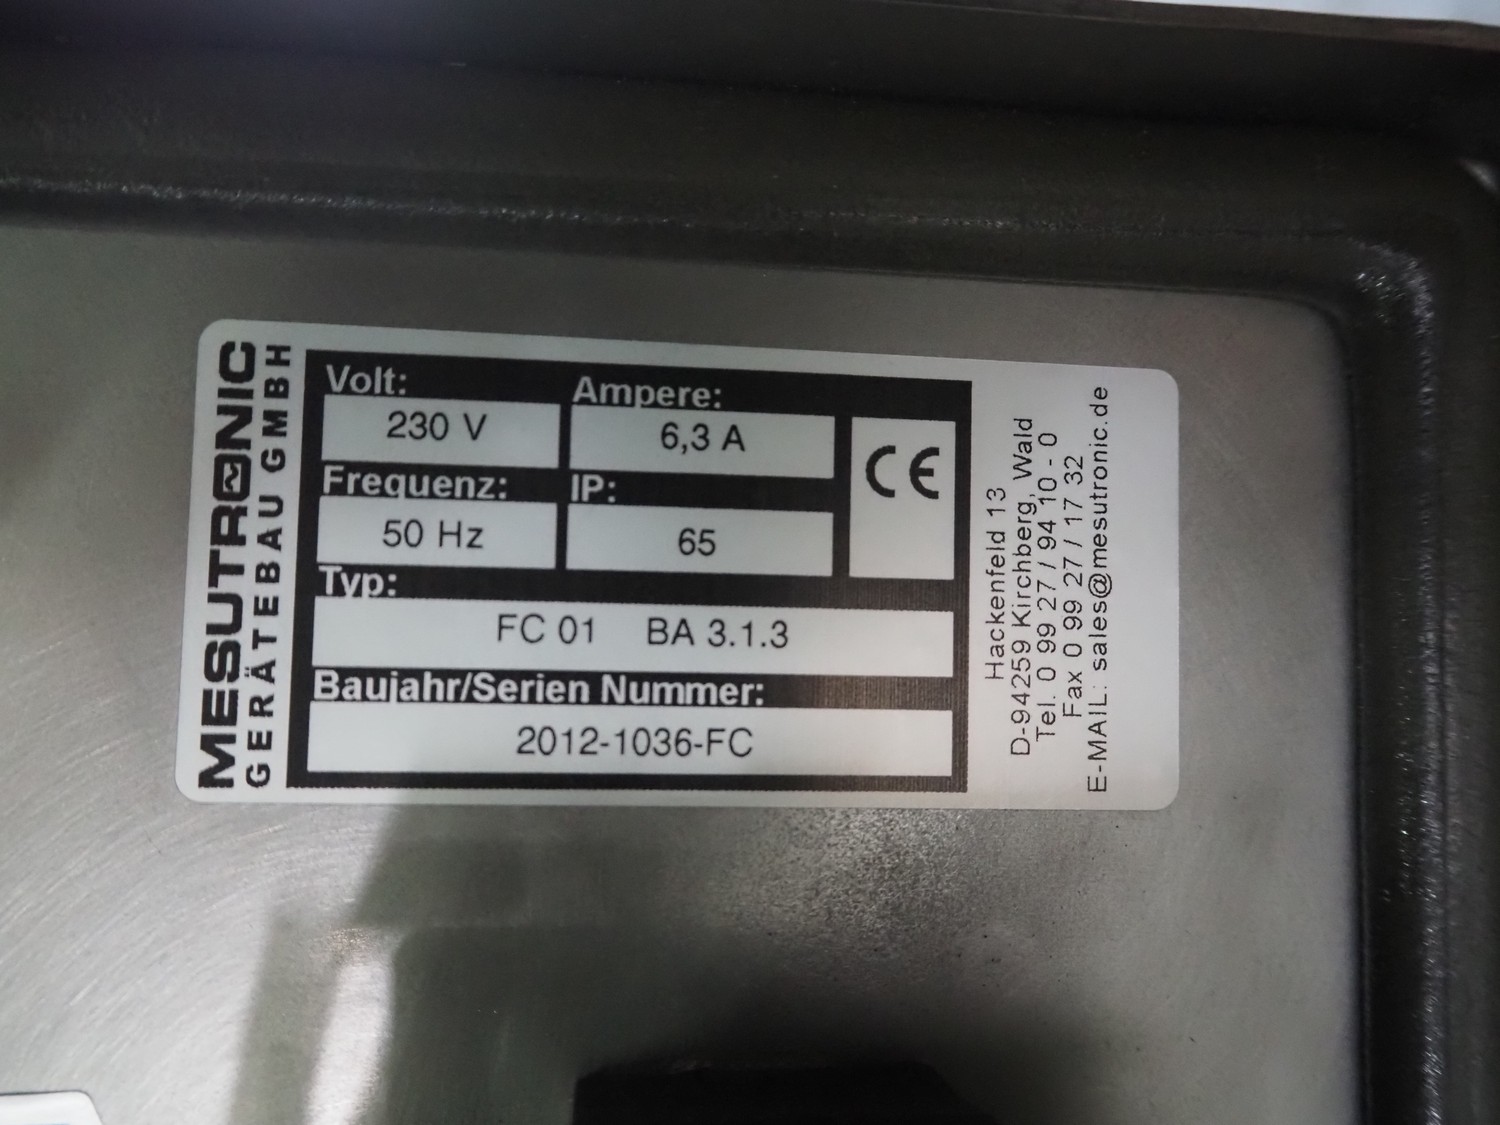 MESUTRONIC
GERÄTEBAU GMBH
Volt:
230 V
Ampere:
6,3 A
Frequenz:
50 Hz
IP:
65
CE
Typ:
FC 01 BA 3.1.3
Baujahr/Serien Nummer:
2012-1036-FC
Hackenfeld 13
D-94259 Kirchberg, Wald
Tel. 0 99 27 / 94 10 - 0
Fax 0 99 27 / 17 32
E-MAIL: sales@mesutronic.de